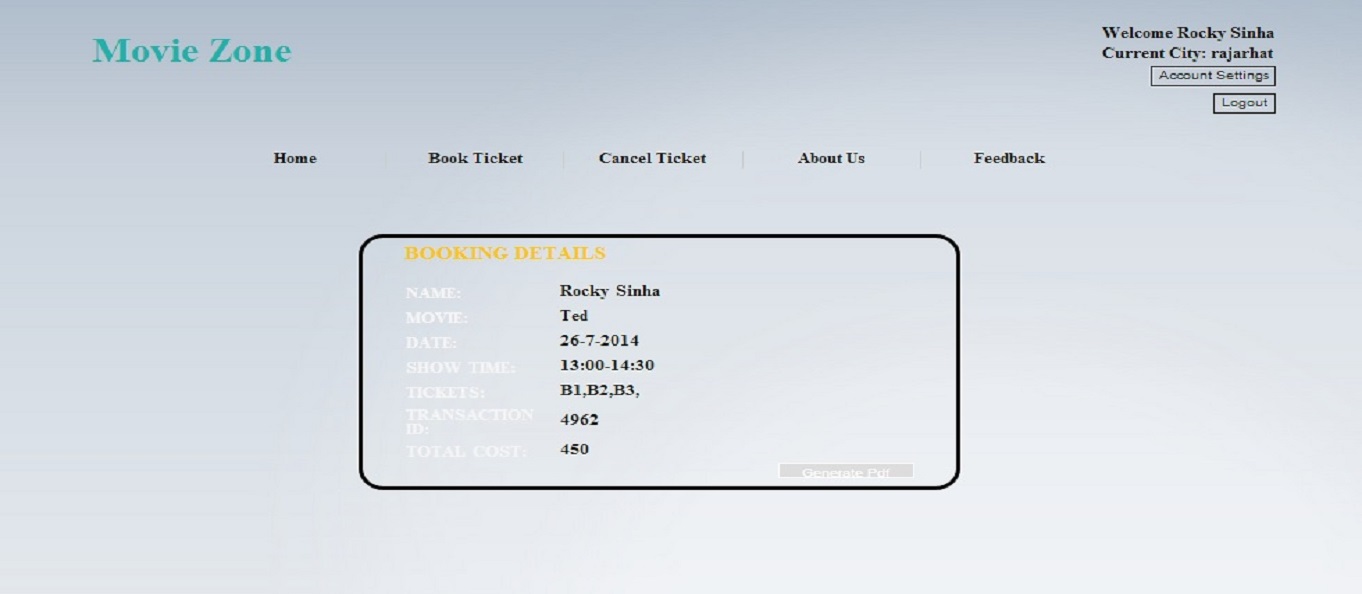 Movie Zone
Welcome Rocky Sinha
Current City: rajarhat
Account Settings
Logout
Home
Book Ticket
Cancel Ticket
About Us
Feedback
BOOKING DETAILS
NAME: Rocky Sinha
MOVIE: Ted
DATE: 26-7-2014
SHOW TIME: 13:00-14:30
TICKETS: B1,B2,B3,
TRANSACTION
ID: 4962
TOTAL COST: 450
Generate Pdf